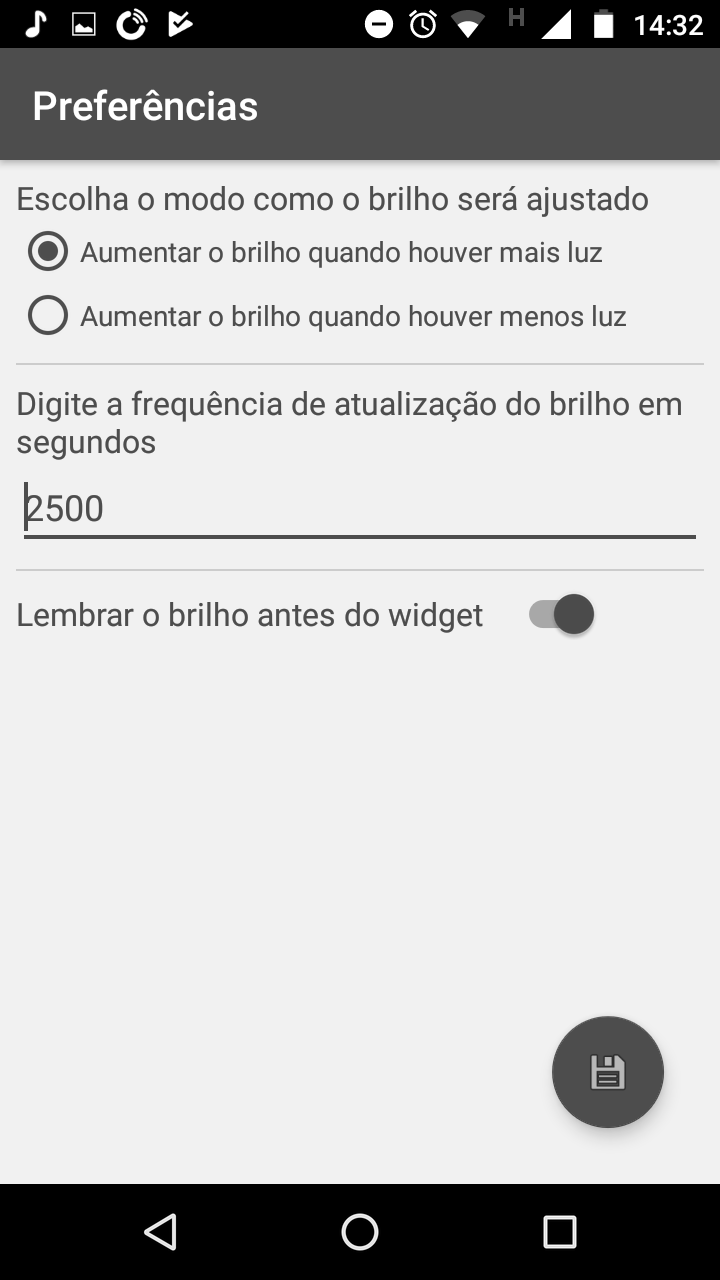 H 14:32
Preferências
Escolha o modo como o brilho será ajustado
Aumentar o brilho quando houver mais luz
Aumentar o brilho quando houver menos luz
Digite a frequência de atualização do brilho em
segundos
2500
Lembrar o brilho antes do widget